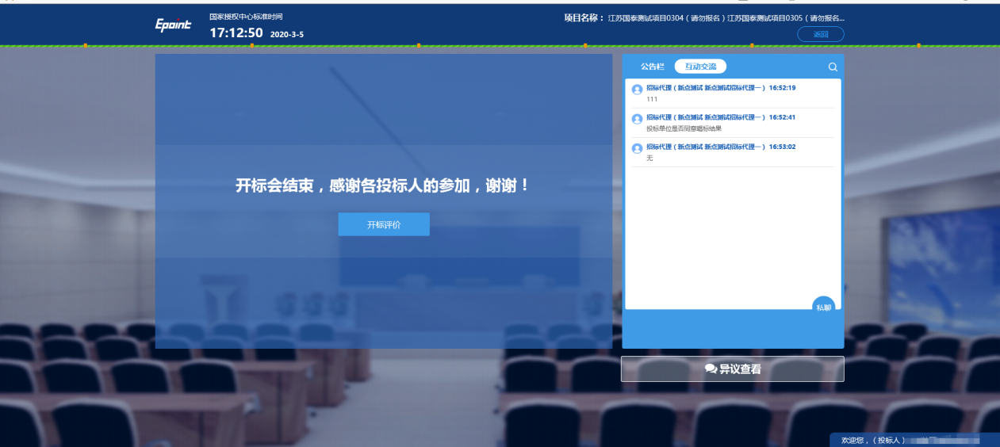 Epoint
国家授权中心标准时间
17:12:50 2020-3-5
项目名称：江苏国泰测试项目0304（请勿报名）江苏国泰测试项目0305（请勿报名...
返回
开标会结束，感谢各投标人的参加，谢谢！
开标评价
公告栏 互动交流
招标代理（新点测试 新点测试招标代理一） 16:52:19
111
招标代理（新点测试 新点测试招标代理一） 16:52:41
投标单位是否同意唱标结果
招标代理（新点测试 新点测试招标代理一） 16:53:02
无
私聊
异议查看
欢迎您，（投标人）